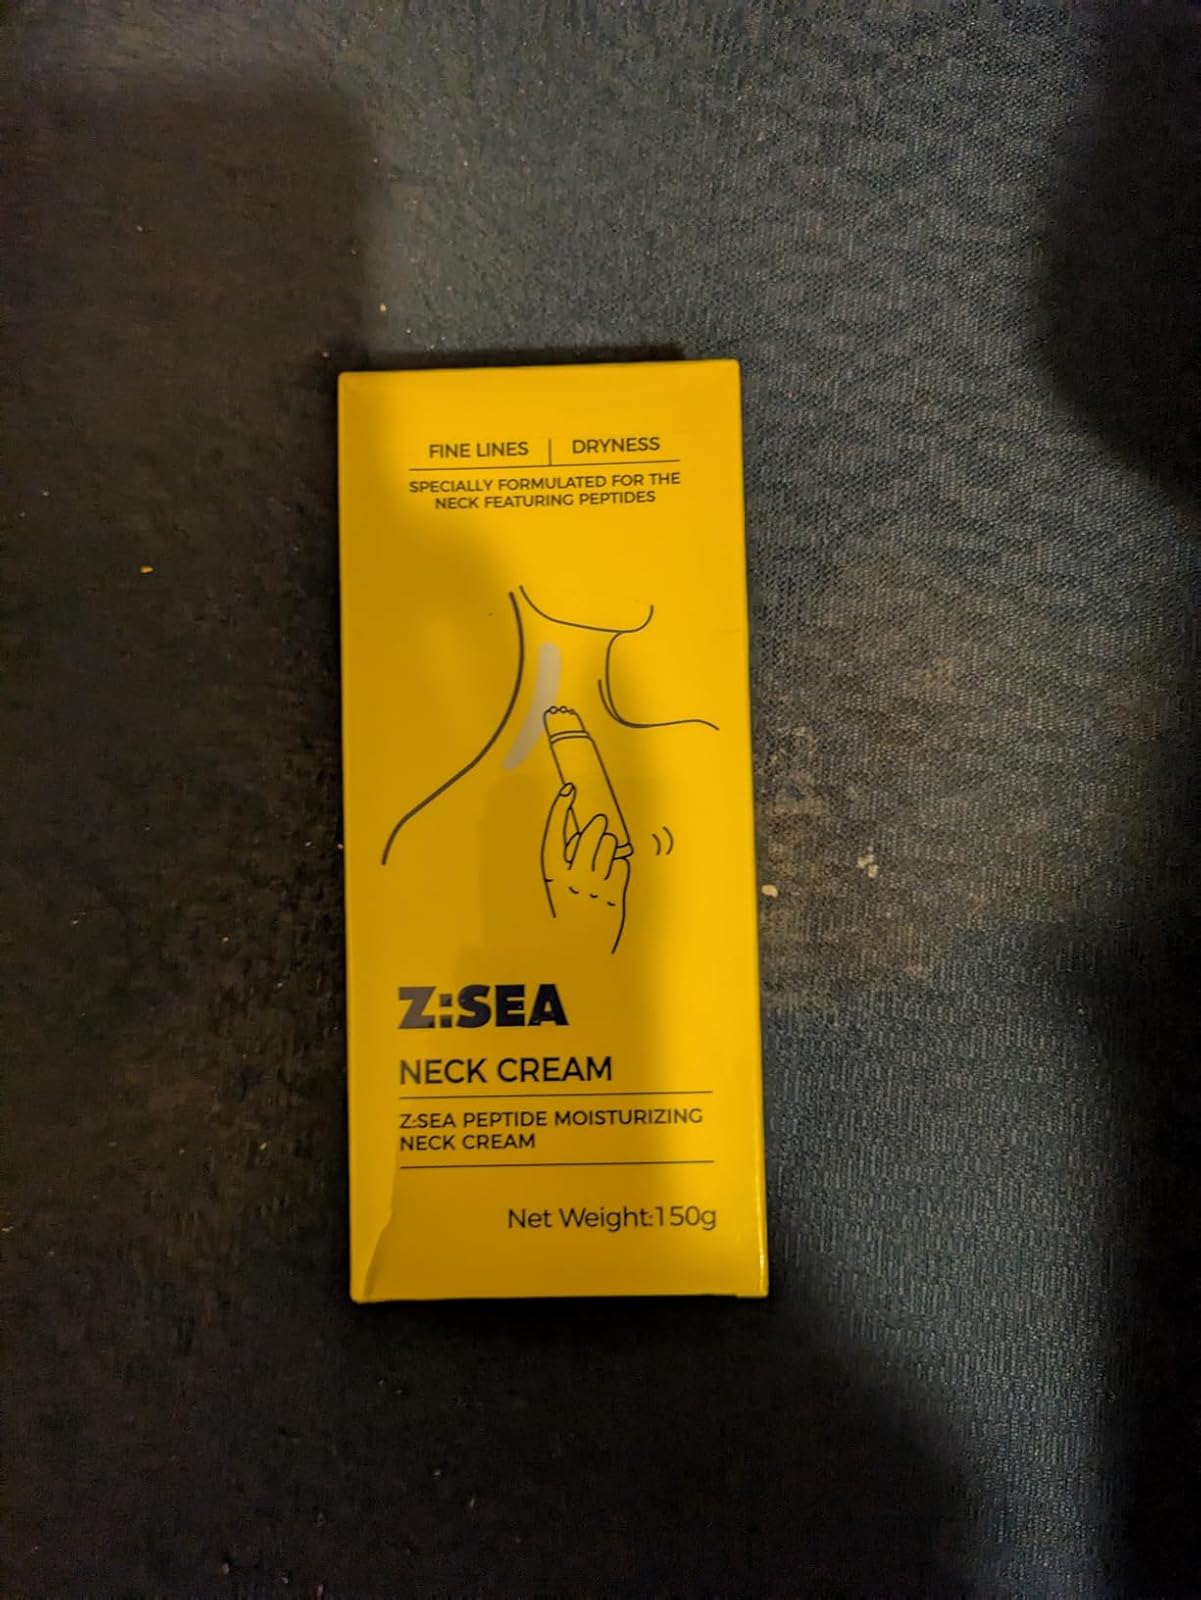 FINE LINES | DRYNESS
SPECIALLY FORMULATED FOR THE
NECK FEATURING PEPTIDES
Z:SEA
NECK CREAM
Z:SEA PEPTIDE MOISTURIZING
NECK CREAM
Net Weight:150g